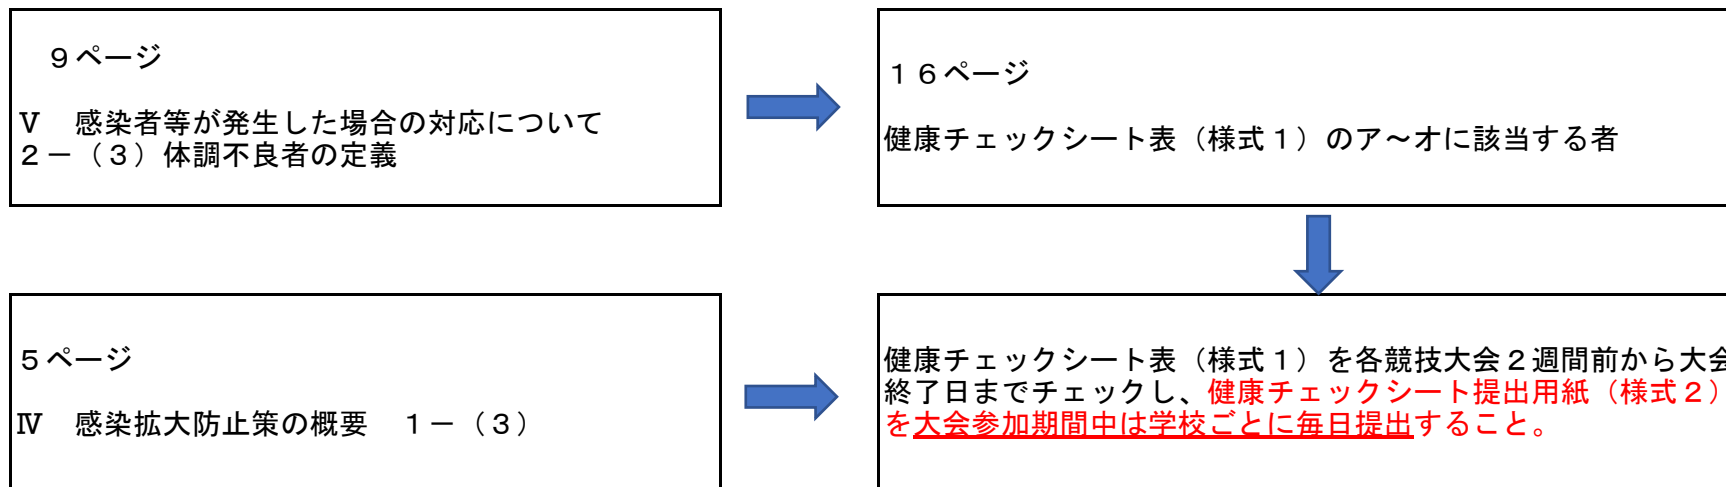 ９ページ
Ⅴ　感染者等が発生した場合の対応について
２－（３）体調不良者の定義
１６ページ
健康チェックシート表（様式１）のア～オに該当する者
５ページ
Ⅳ　感染拡大防止策の概要　１－（３）
健康チェックシート表（様式１）を各競技大会２週間前から大会
終了日までチェックし、健康チェックシート提出用紙（様式２）
を大会参加期間中は学校ごとに毎日提出すること。